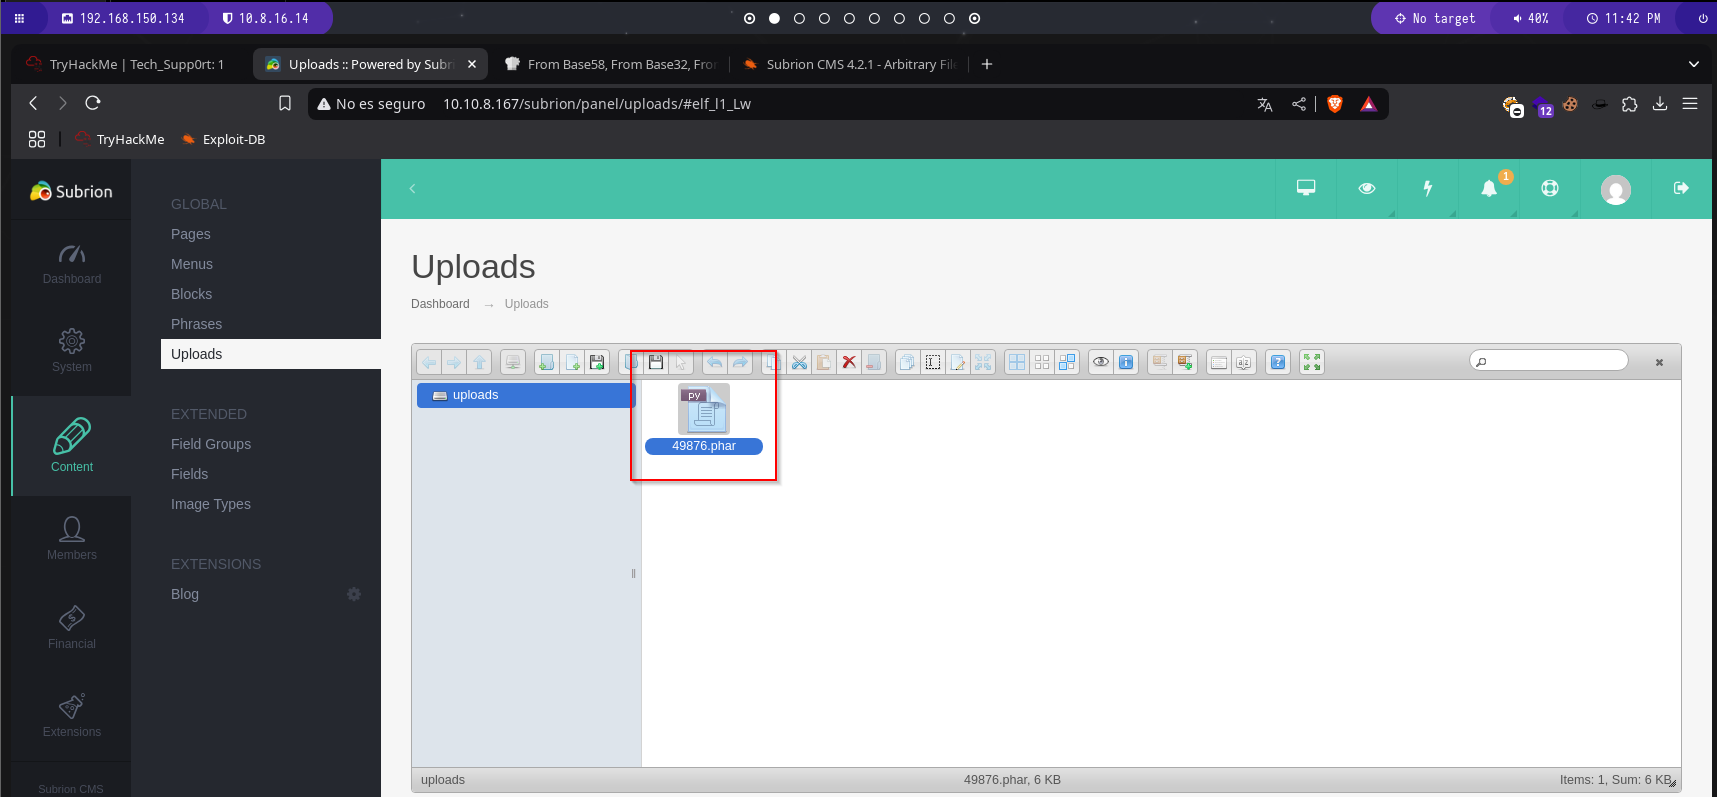 192.168.150.134 10.8.16.14 No target 40% 11:42 PM
TryHackMe | Tech_Supp0rt: 1 Uploads :: Powered by Subri From Base58, From Base32, Fro Subrion CMS 4.2.1 - Arbitrary File
No es seguro 10.10.8.167/subrion/panel/uploads/#elf_l1_Lw 12
TryHackMe Exploit-DB
Subrion
Dashboard
System
Content
Members
Financial
Extensions
Subrion CMS
GLOBAL
Pages
Menus
Blocks
Phrases
Uploads
EXTENDED
Field Groups
Fields
Image Types
EXTENSIONS
Blog
1
Uploads
Dashboard → Uploads
uploads
PY
49876.phar
uploads 49876.phar, 6 KB Items: 1, Sum: 6 KB